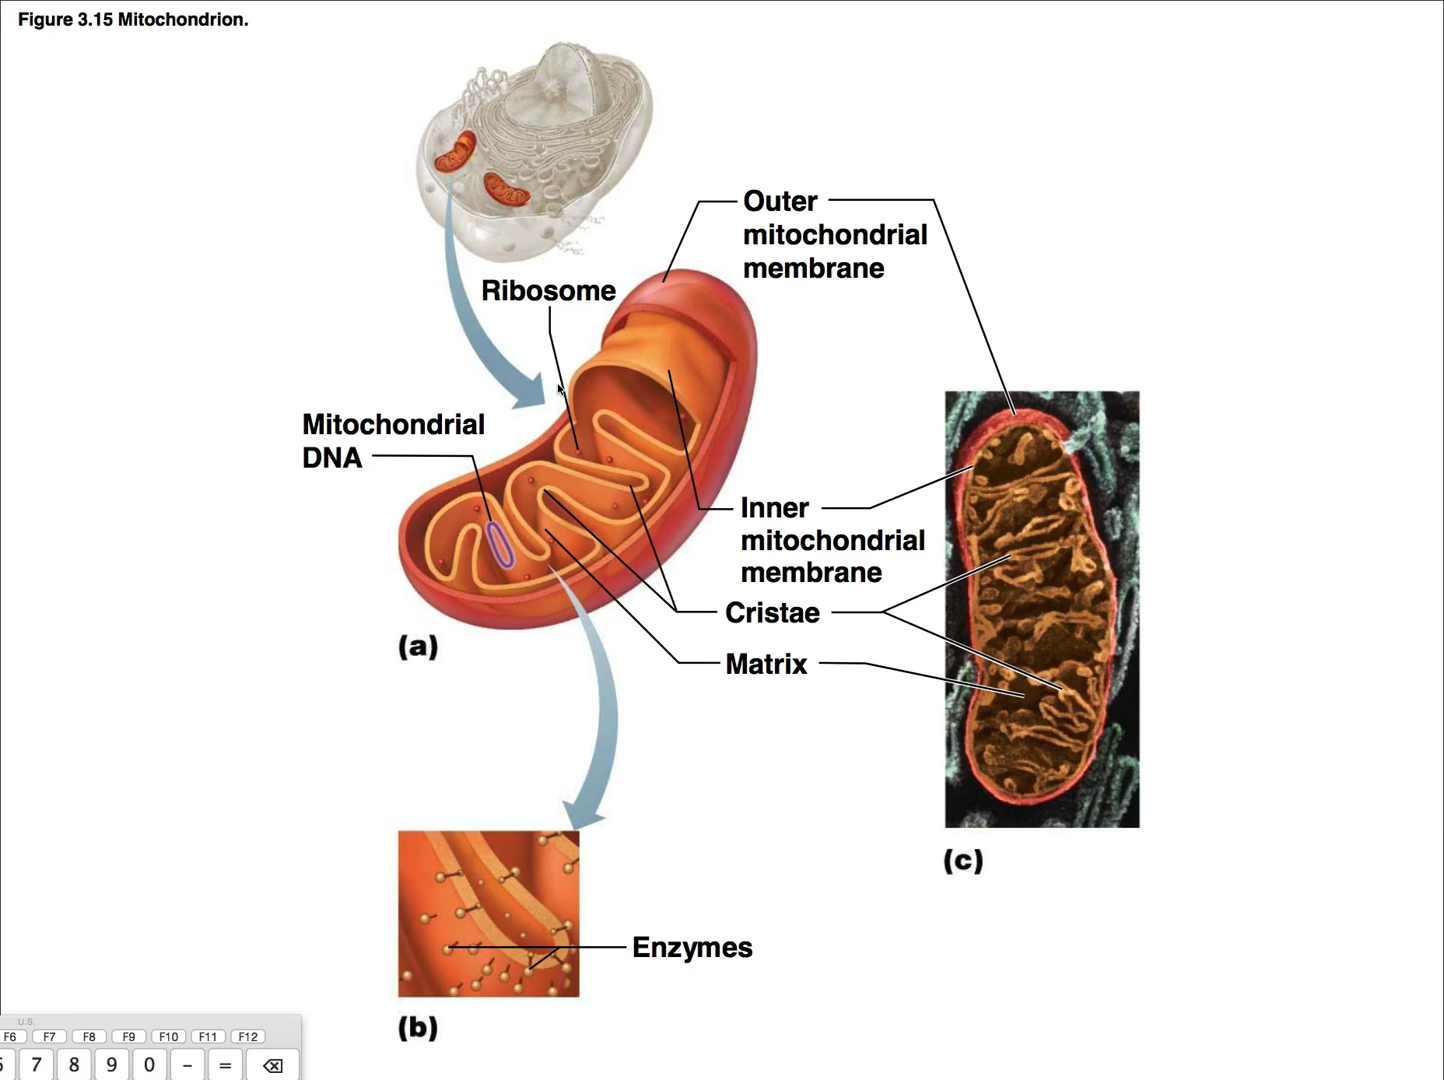 Figure 3.15 Mitochondrion.
Outer
mitochondrial
membrane
Ribosome
Mitochondrial
DNA
Inner
mitochondrial
membrane
Cristae
(a)
Matrix
(c)
Enzymes
(b)
U.S.
F6 F7 F8 F9 F10 F11 F12
7 8 9 0 - =